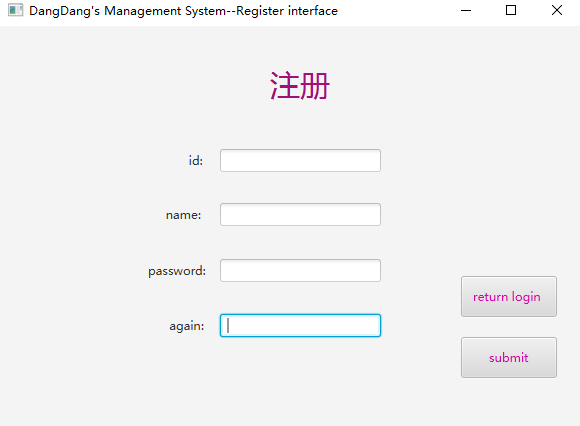 DangDang's Management System--Register interface
注册
id:
name:
password:
again:
return login
submit